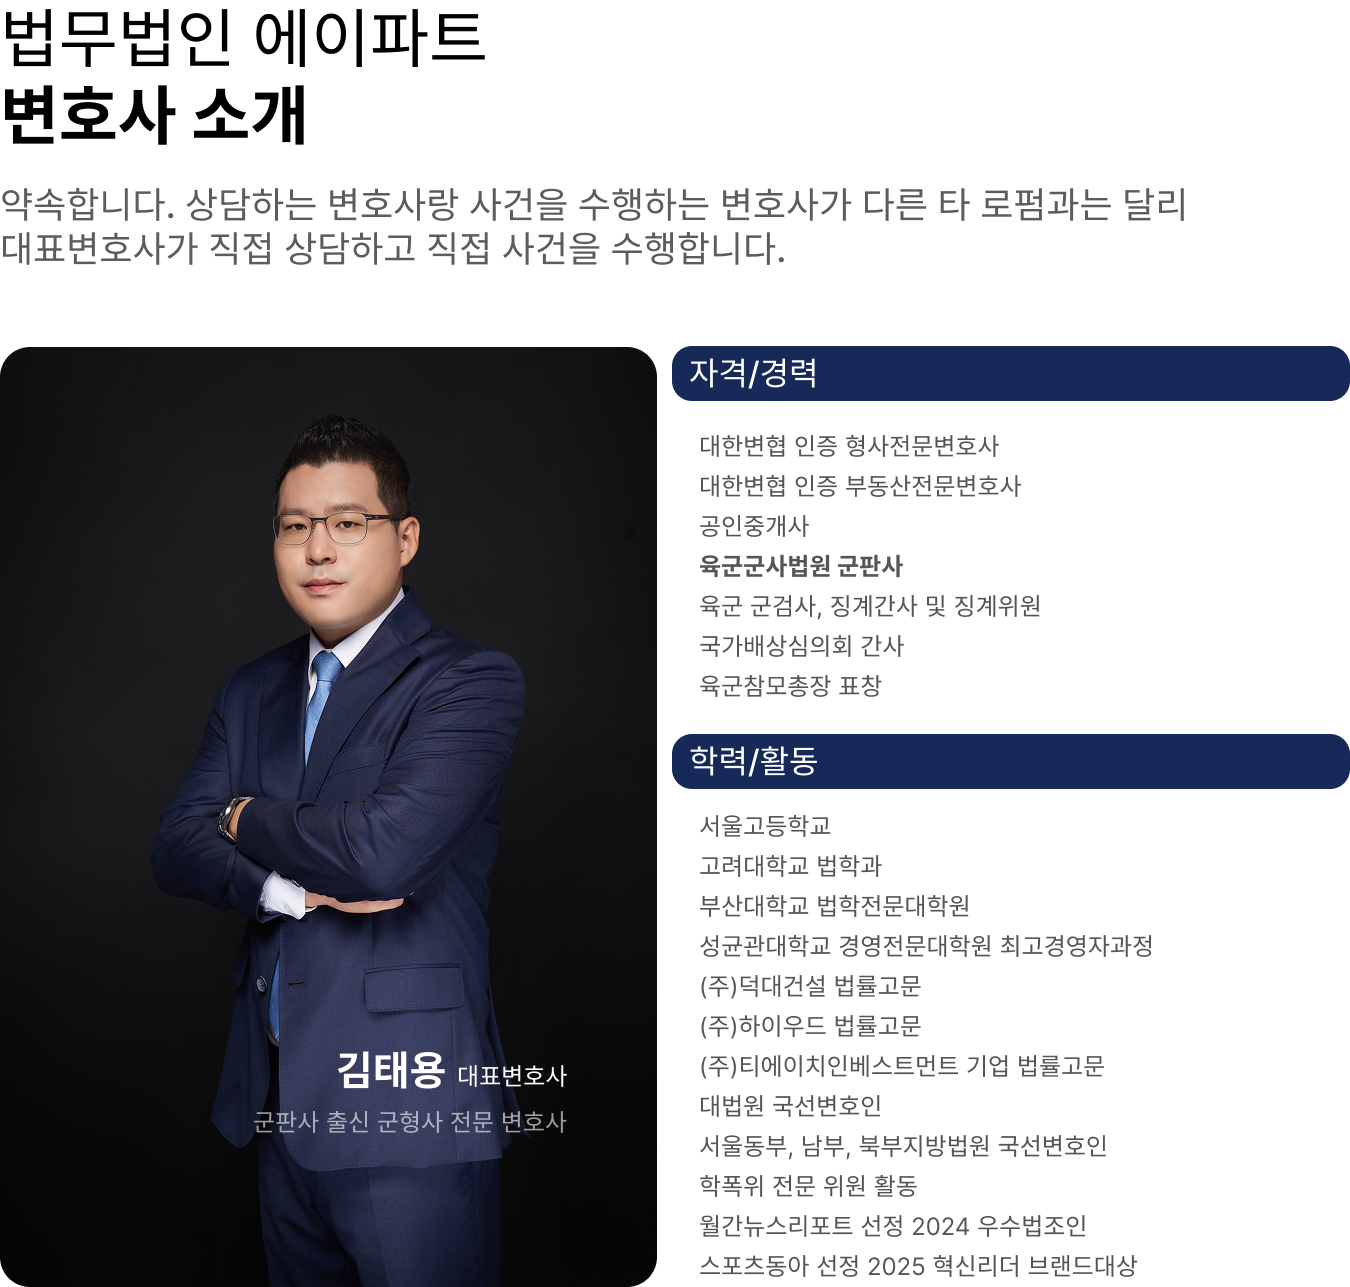 법무법인 에이파트
변호사 소개
약속합니다. 상담하는 변호사랑 사건을 수행하는 변호사가 다른 타 로펌과는 달리
대표변호사가 직접 상담하고 직접 사건을 수행합니다.
김태용 대표변호사
군판사 출신 군형사 전문 변호사
자격/경력
대한변협 인증 형사전문변호사
대한변협 인증 부동산전문변호사
공인중개사
육군군사법원 군판사
육군 군검사, 징계간사 및 징계위원
국가배상심의회 간사
육군참모총장 표창
학력/활동
서울고등학교
고려대학교 법학과
부산대학교 법학전문대학원
성균관대학교 경영전문대학원 최고경영자과정
(주)덕대건설 법률고문
(주)하이우드 법률고문
(주)티에이치인베스트먼트 기업 법률고문
대법원 국선변호인
서울동부, 남부, 북부지방법원 국선변호인
학폭위 전문 위원 활동
월간뉴스리포트 선정 2024 우수법조인
스포츠동아 선정 2025 혁신리더 브랜드대상